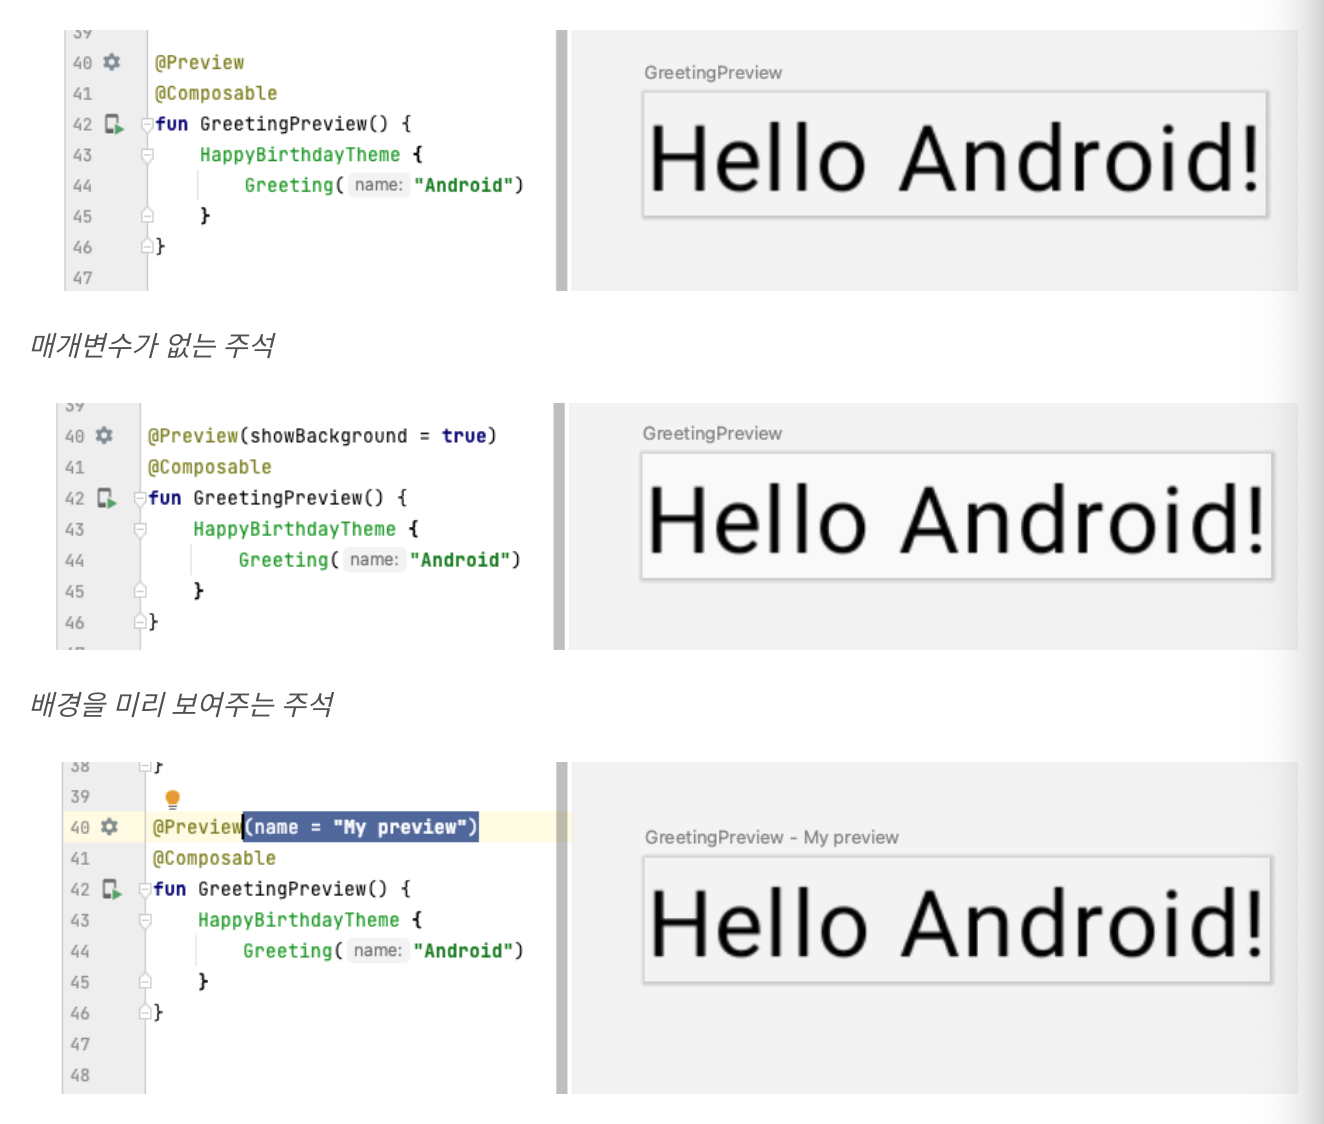 39
40 @Preview
41 @Composable
42 fun GreetingPreview() {
43 HappyBirthdayTheme {
44 Greeting( name: "Android")
45 }
46 }
47
GreetingPreview
Hello Android!
매개변수가 없는 주석
39
40 @Preview(showBackground = true)
41 @Composable
42 fun GreetingPreview() {
43 HappyBirthdayTheme {
44 Greeting( name: "Android")
45 }
46 }
GreetingPreview
Hello Android!
배경을 미리 보여주는 주석
38 }
39
40 @Preview(name = "My preview")
41 @Composable
42 fun GreetingPreview() {
43 HappyBirthdayTheme {
44 Greeting( name: "Android")
45 }
46 }
47
48
GreetingPreview - My preview
Hello Android!